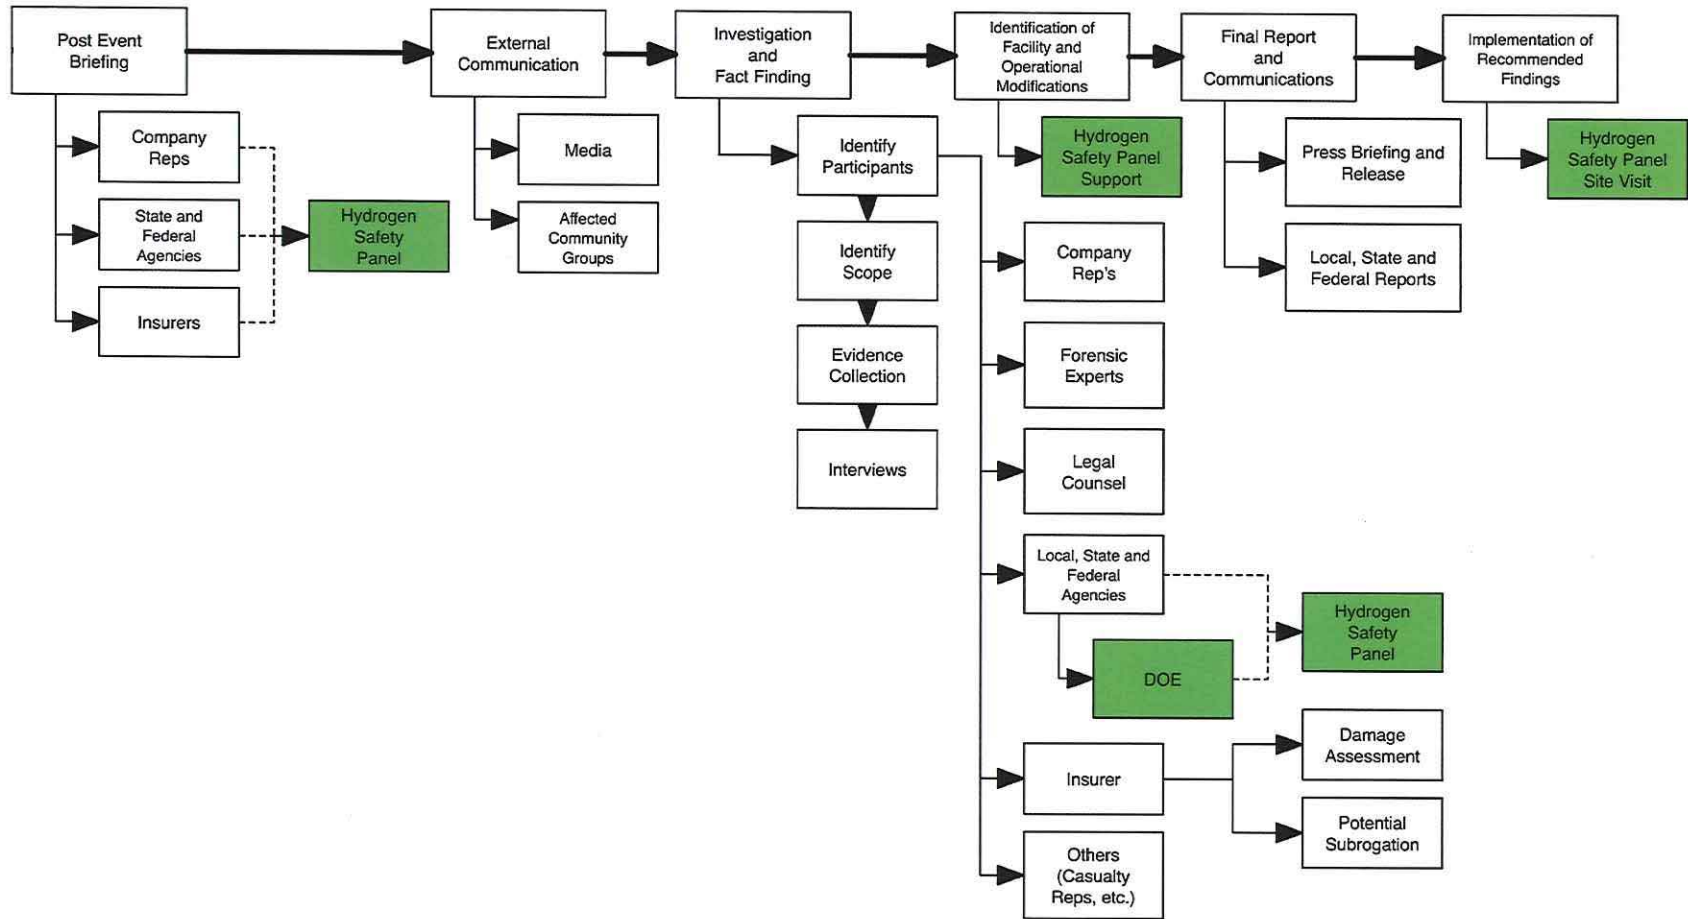 Post Event
Briefing
External
Communication
Investigation
and
Fact Finding
Identification of
Facility and
Operational
Modifications
Final Report
and
Communications
Implementation of
Recommended
Findings
Company
Reps
State and
Federal
Agencies
Insurers
Hydrogen
Safety
Panel
Media
Affected
Community
Groups
Identify
Participants
Identify
Scope
Evidence
Collection
Interviews
Hydrogen
Safety Panel
Support
Company
Rep's
Forensic
Experts
Legal
Counsel
Local, State and
Federal
Agencies
DOE
Hydrogen
Safety
Panel
Insurer
Damage
Assessment
Potential
Subrogation
Others
(Casualty
Reps, etc.)
Press Briefing and
Release
Local, State and
Federal Reports
Hydrogen
Safety Panel
Site Visit